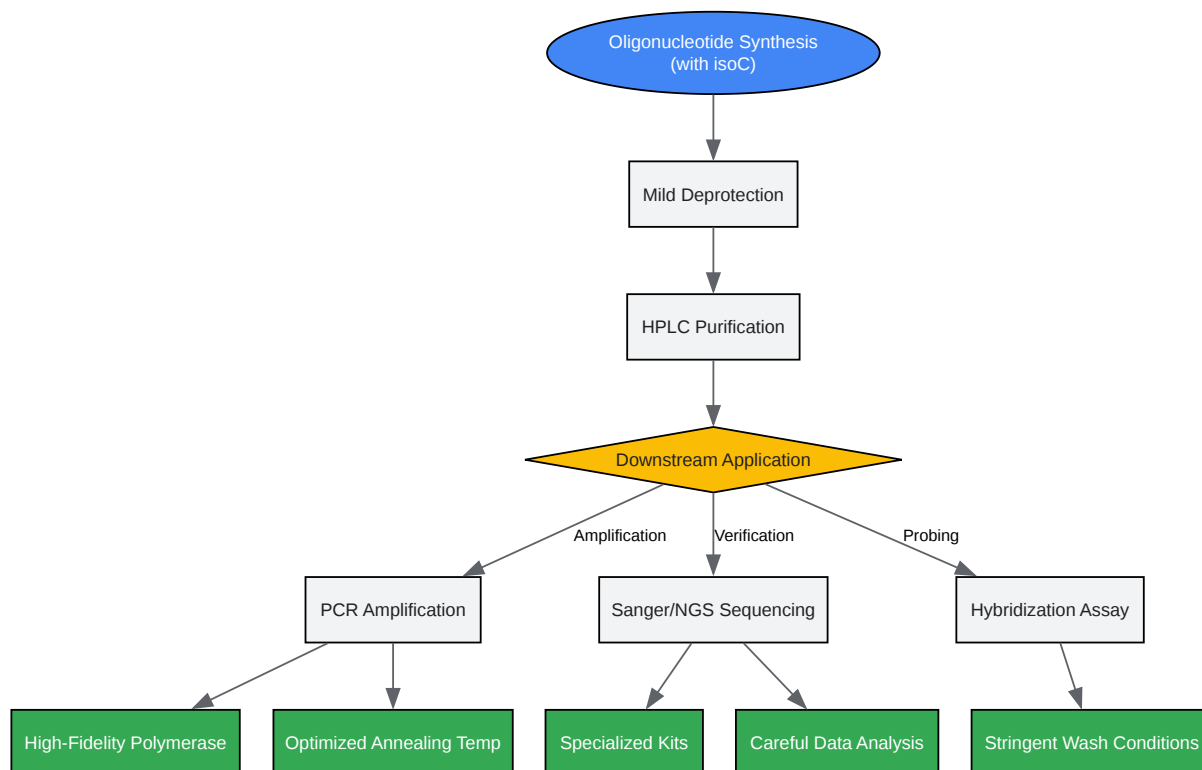 Oligonucleotide Synthesis
(with isoC)
Mild Deprotection
HPLC Purification
Downstream Application
Amplification
Verification
Probing
PCR Amplification
Sanger/NGS Sequencing
Hybridization Assay
High-Fidelity Polymerase
Optimized Annealing Temp
Specialized Kits
Careful Data Analysis
Stringent Wash Conditions